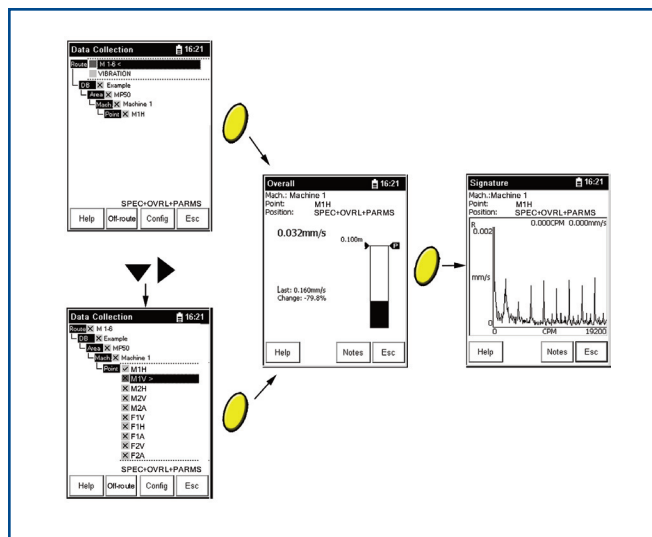 Data Collection 16:21
Route M 1-6 <
VIBRATION
DB Example
Area MP50
Mach Machine 1
Point M1H
SPEC+OVRL+PARMS
Help Off-route Config Esc
Data Collection 16:21
Route M 1-6
DB Example
Area MP50
Mach Machine 1
Point M1H
M1V >
M2H
M2V
M2A
F1V
F1H
F1A
F2V
F2A
SPEC+OVRL+PARMS
Help Off-route Config Esc
Overall 16:21
Mach.: Machine 1
Point: M1H
Position: SPEC+OVRL+PARMS
0.032mm/s
0.100m P
Last: 0.160mm/s
Change: -79.8%
Help Notes Esc
Signature 16:21
Mach.: Machine 1
Point: M1H
Position: SPEC+OVRL+PARMS
R 0.000CPM 0.000mm/s
0.002
mm/s
0
0 CPM 19200
Help Notes Esc